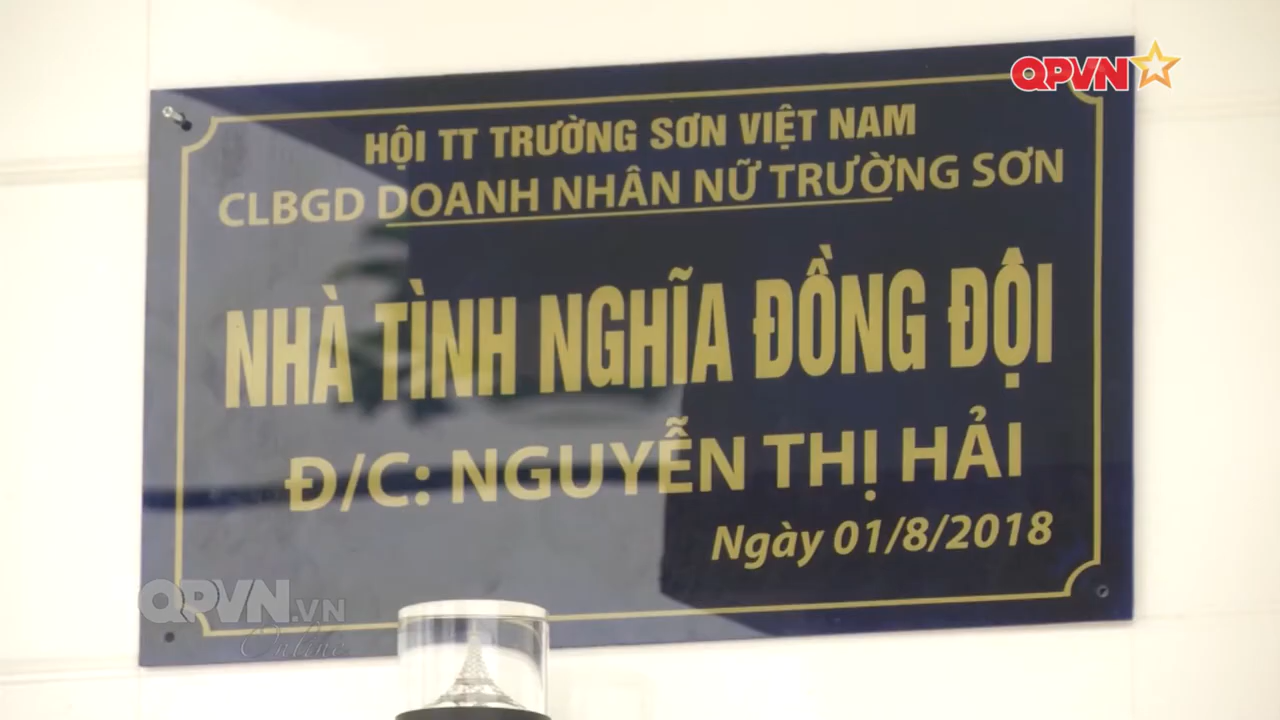 QPVN
HỘI TT TRƯỜNG SƠN VIỆT NAM
CLBGD DOANH NHÂN NỮ TRƯỜNG SƠN
NHÀ TÌNH NGHĨA ĐỒNG ĐỘI
Đ/C: NGUYỄN THỊ HẢI
Ngày 01/8/2018
QPVN.VN
Online